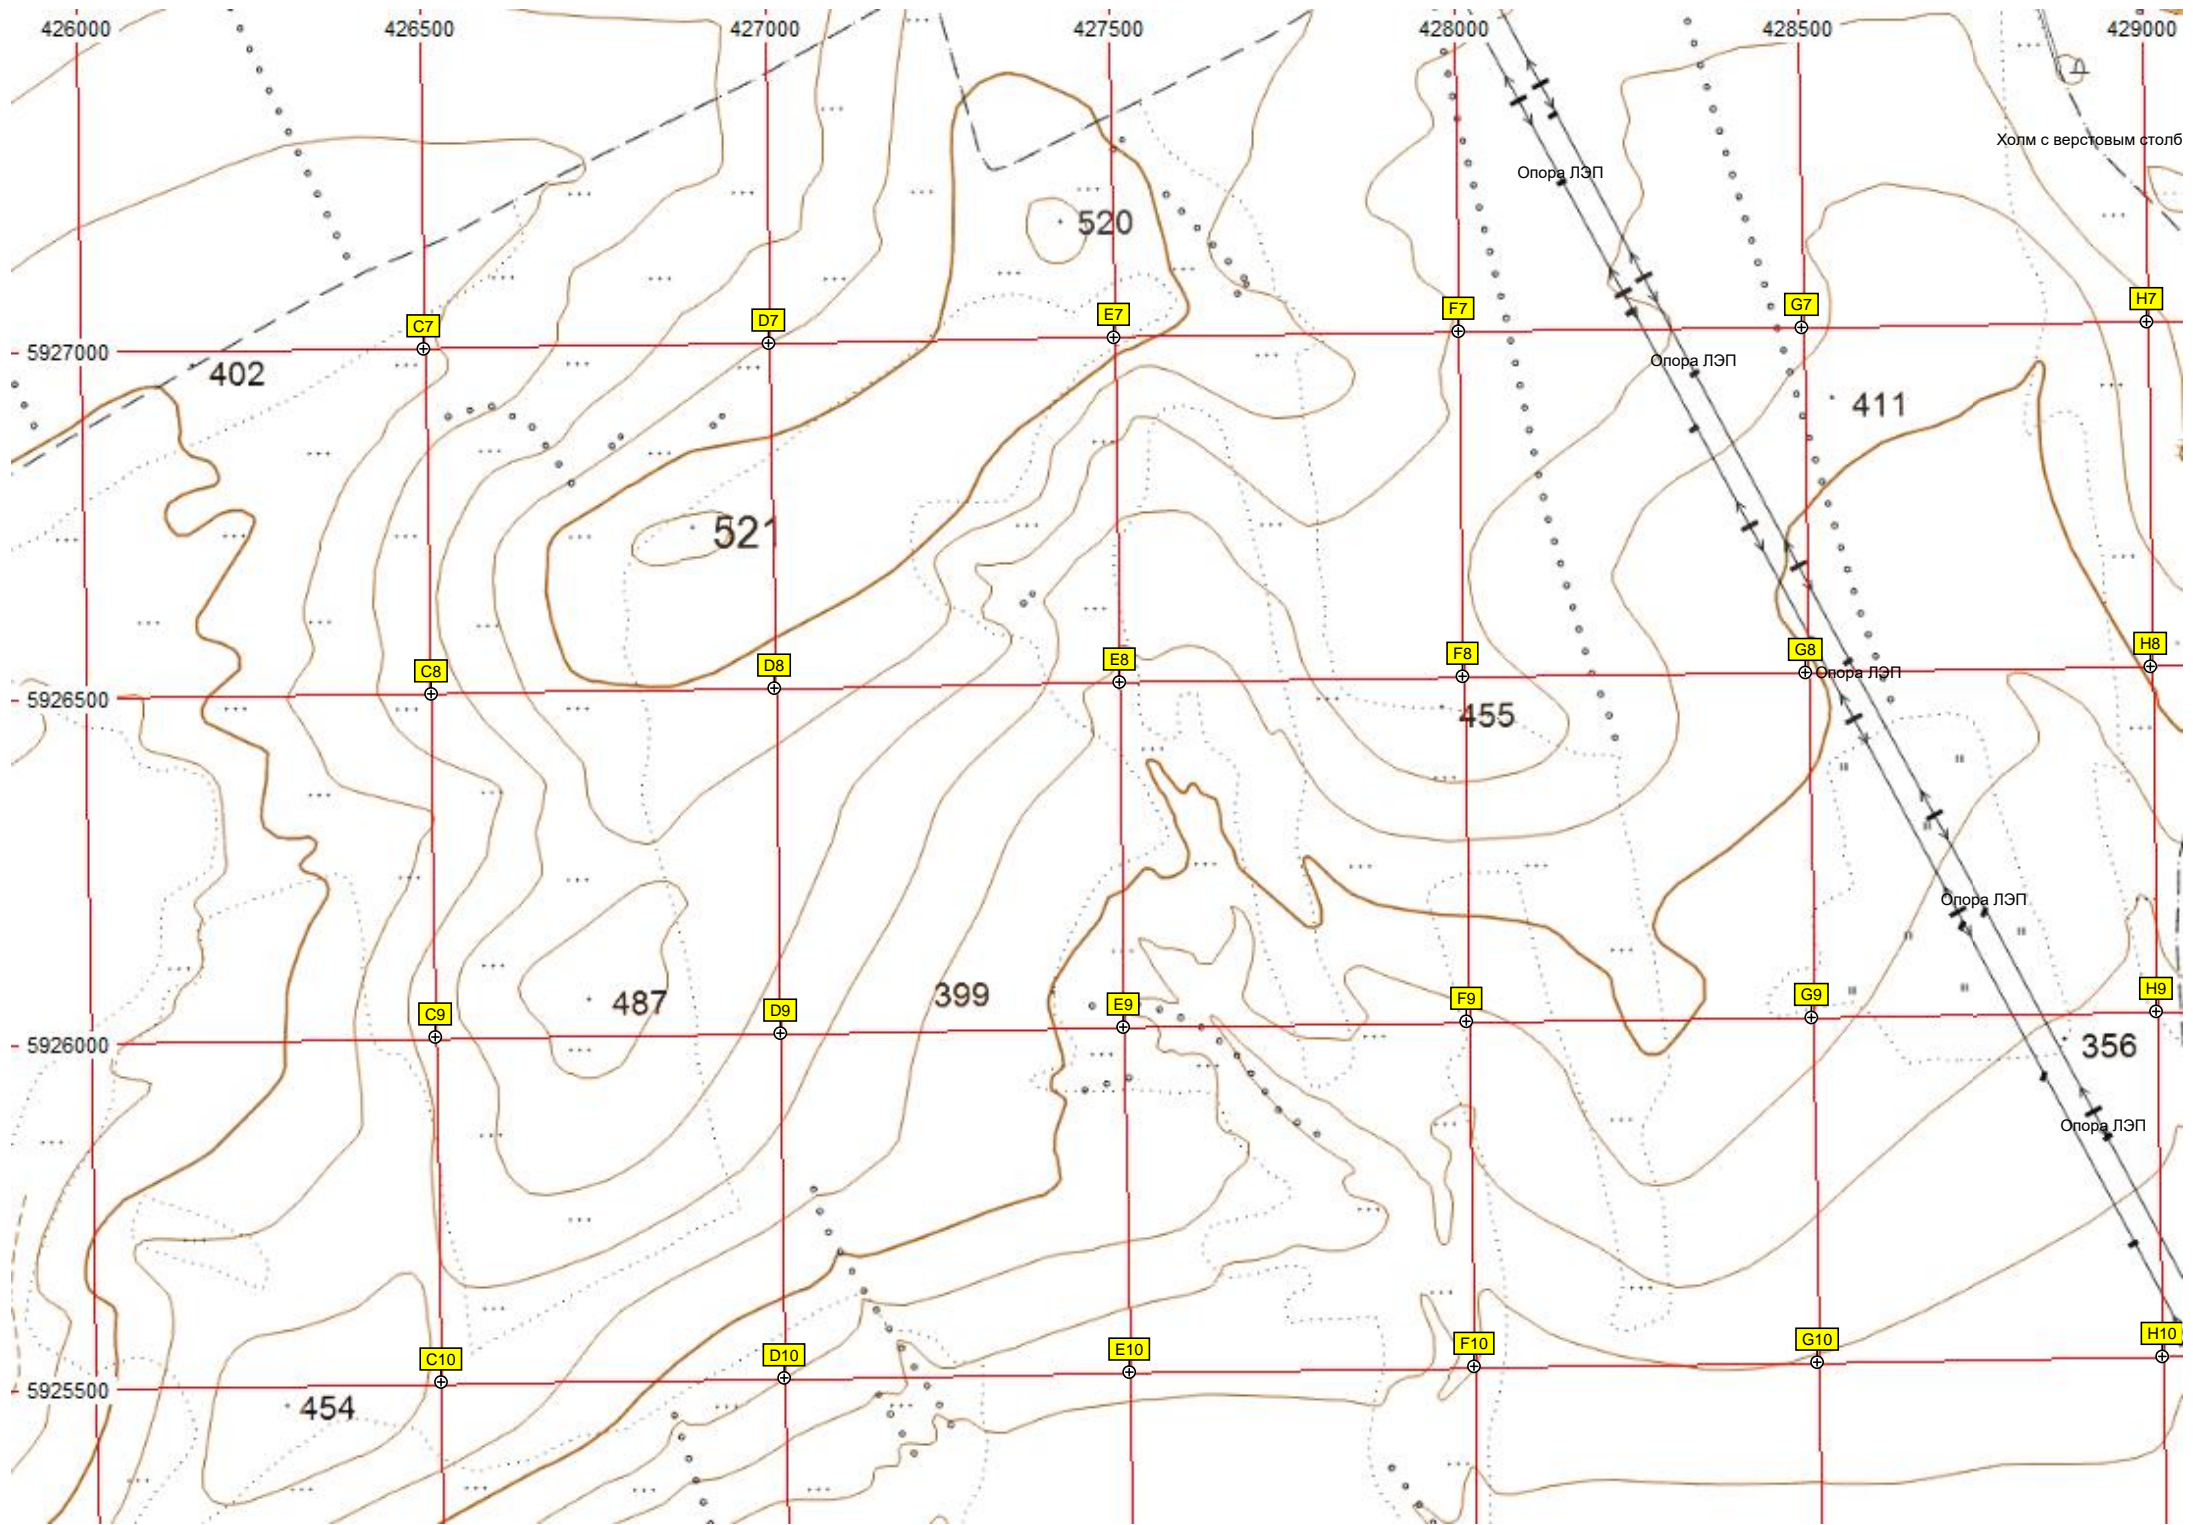 426000 426500 427000 427500 428000 428500 429000
Холм с верстовым столб
Опора ЛЭП
520
C7 D7 E7 F7 G7 H7
5927000
402
Опора ЛЭП
411
521
C8 D8 E8 F8 G8 H8
Опора ЛЭП
5926500
455
Опора ЛЭП
487
399
C9 D9 E9 F9 G9 H9
5926000
356
Опора ЛЭП
C10 D10 E10 F10 G10 H10
5925500
454